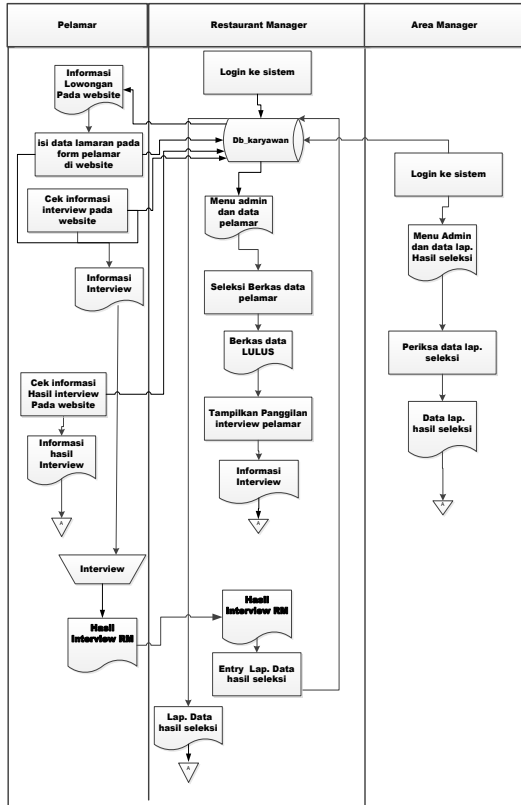 Pelamar
Restaurant Manager
Area Manager
Informasi
Lowongan
Pada website
isi data lamaran pada
form pelamar
di website
Cek informasi
interview pada
website
Informasi
Interview
Cek informasi
Hasil interview
Pada website
Informasi
hasil
Interview
A
Interview
Hasil
Interview RM
Login ke sistem
Db_karyawan
Menu admin
dan data
pelamar
Seleksi Berkas data
pelamar
Berkas data
LULUS
Tampilkan Panggilan
interview pelamar
Informasi
Interview
A
Hasil
Interview RM
Entry Lap. Data
hasil seleksi
Lap. Data
hasil seleksi
A
Login ke sistem
Menu Admin
dan data lap.
Hasil seleksi
Periksa data lap.
seleksi
Data lap.
hasil seleksi
A